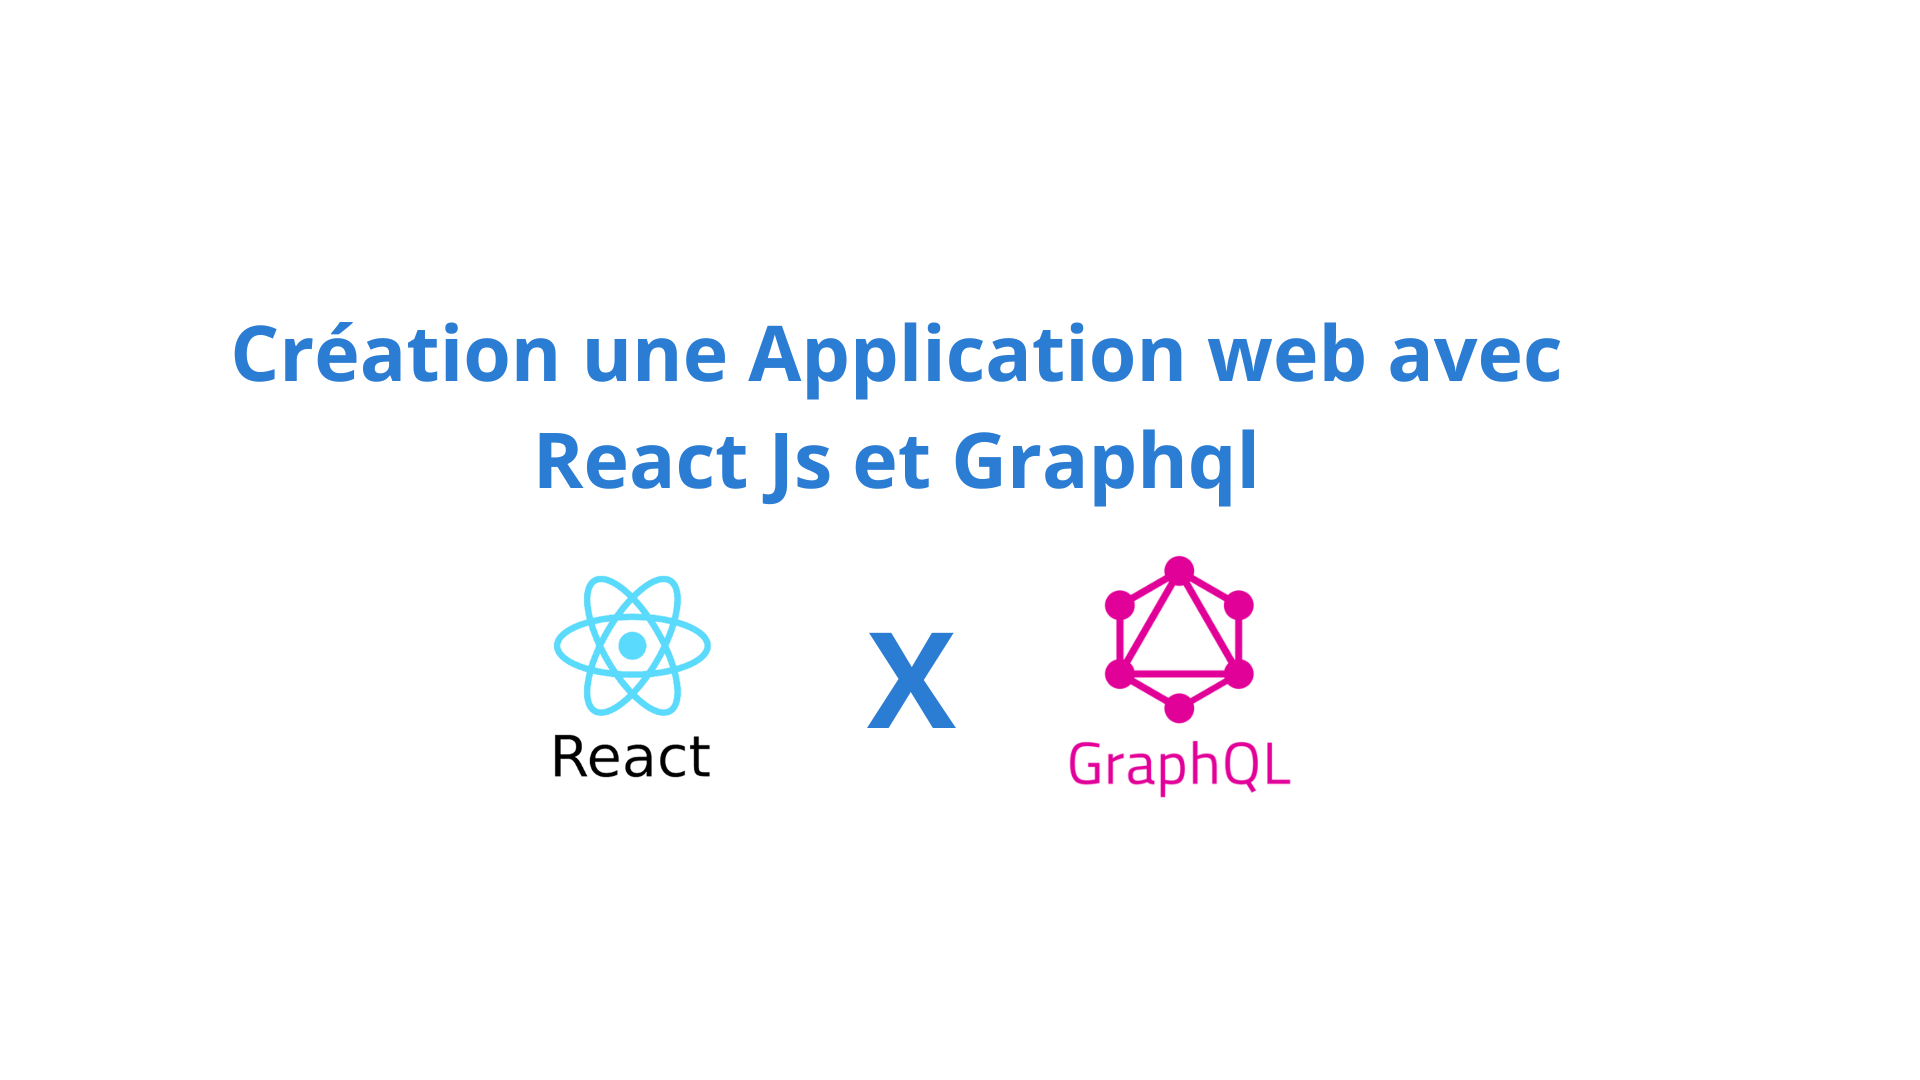 Création une Application web avec
React Js et Graphql
X
React
GraphQL